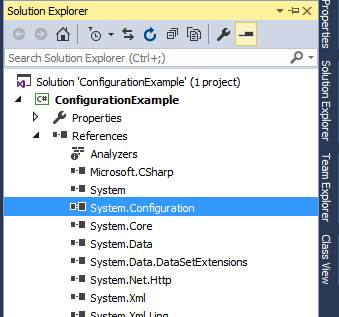 Solution Explorer
Search Solution Explorer (Ctrl+;)
Solution 'ConfigurationExample' (1 project)
C# ConfigurationExample
Properties
References
Analyzers
Microsoft.CSharp
System
System.Configuration
System.Core
System.Data
System.Data.DataSetExtensions
System.Net.Http
System.Xml
System.Xml.Linq
Properties
Solution Explorer
Team Explorer
Class View